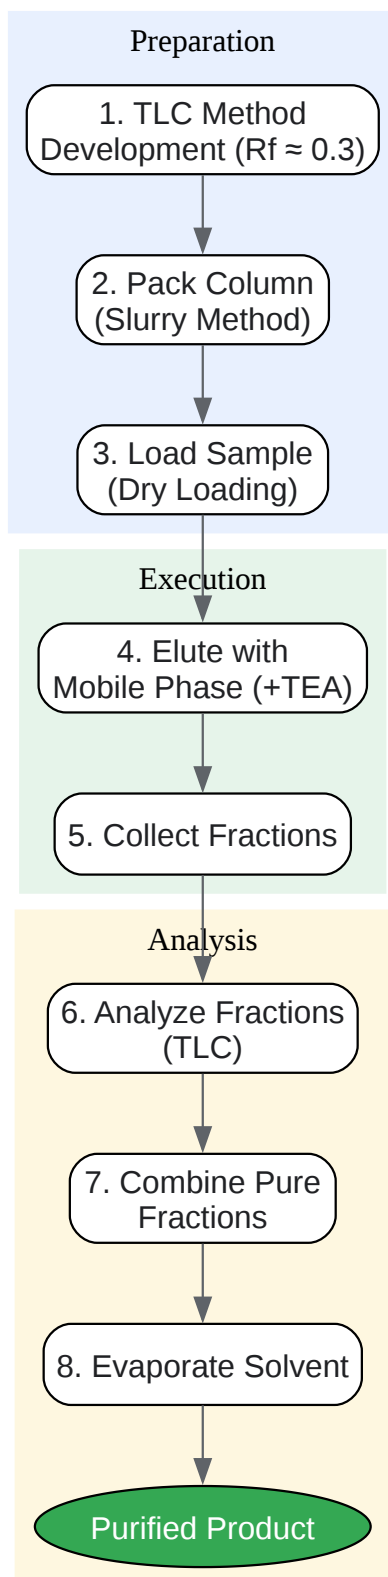 Preparation
1. TLC Method
Development (Rf ≈ 0.3)
2. Pack Column
(Slurry Method)
3. Load Sample
(Dry Loading)
Execution
4. Elute with
Mobile Phase (+TEA)
5. Collect Fractions
Analysis
6. Analyze Fractions
(TLC)
7. Combine Pure
Fractions
8. Evaporate Solvent
Purified Product